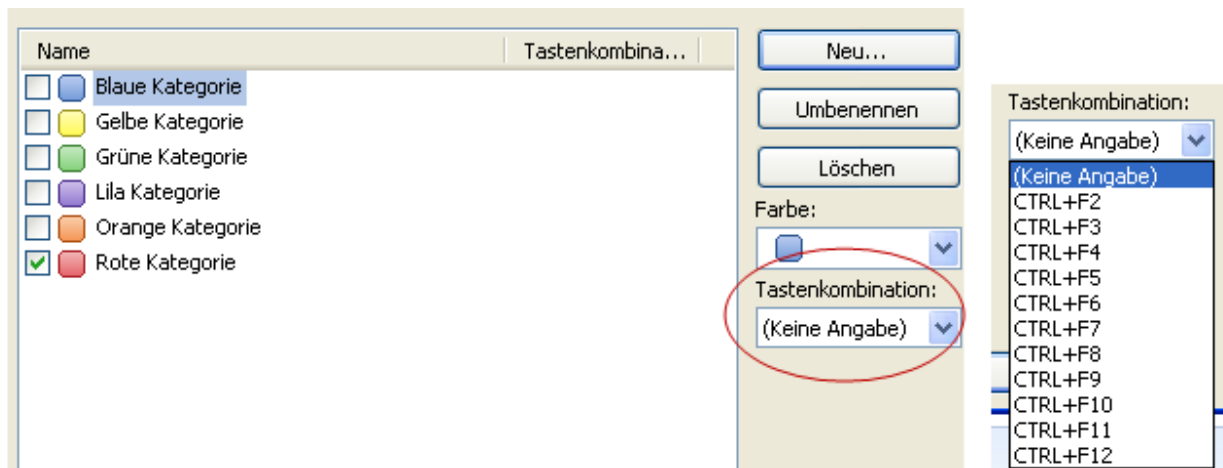 Name
Tastenkombina...
Blaue Kategorie
Gelbe Kategorie
Grüne Kategorie
Lila Kategorie
Orange Kategorie
Rote Kategorie
Neu...
Umbenennen
Löschen
Farbe:
Tastenkombination:
(Keine Angabe)
Tastenkombination:
(Keine Angabe)
(Keine Angabe)
CTRL+F2
CTRL+F3
CTRL+F4
CTRL+F5
CTRL+F6
CTRL+F7
CTRL+F8
CTRL+F9
CTRL+F10
CTRL+F11
CTRL+F12